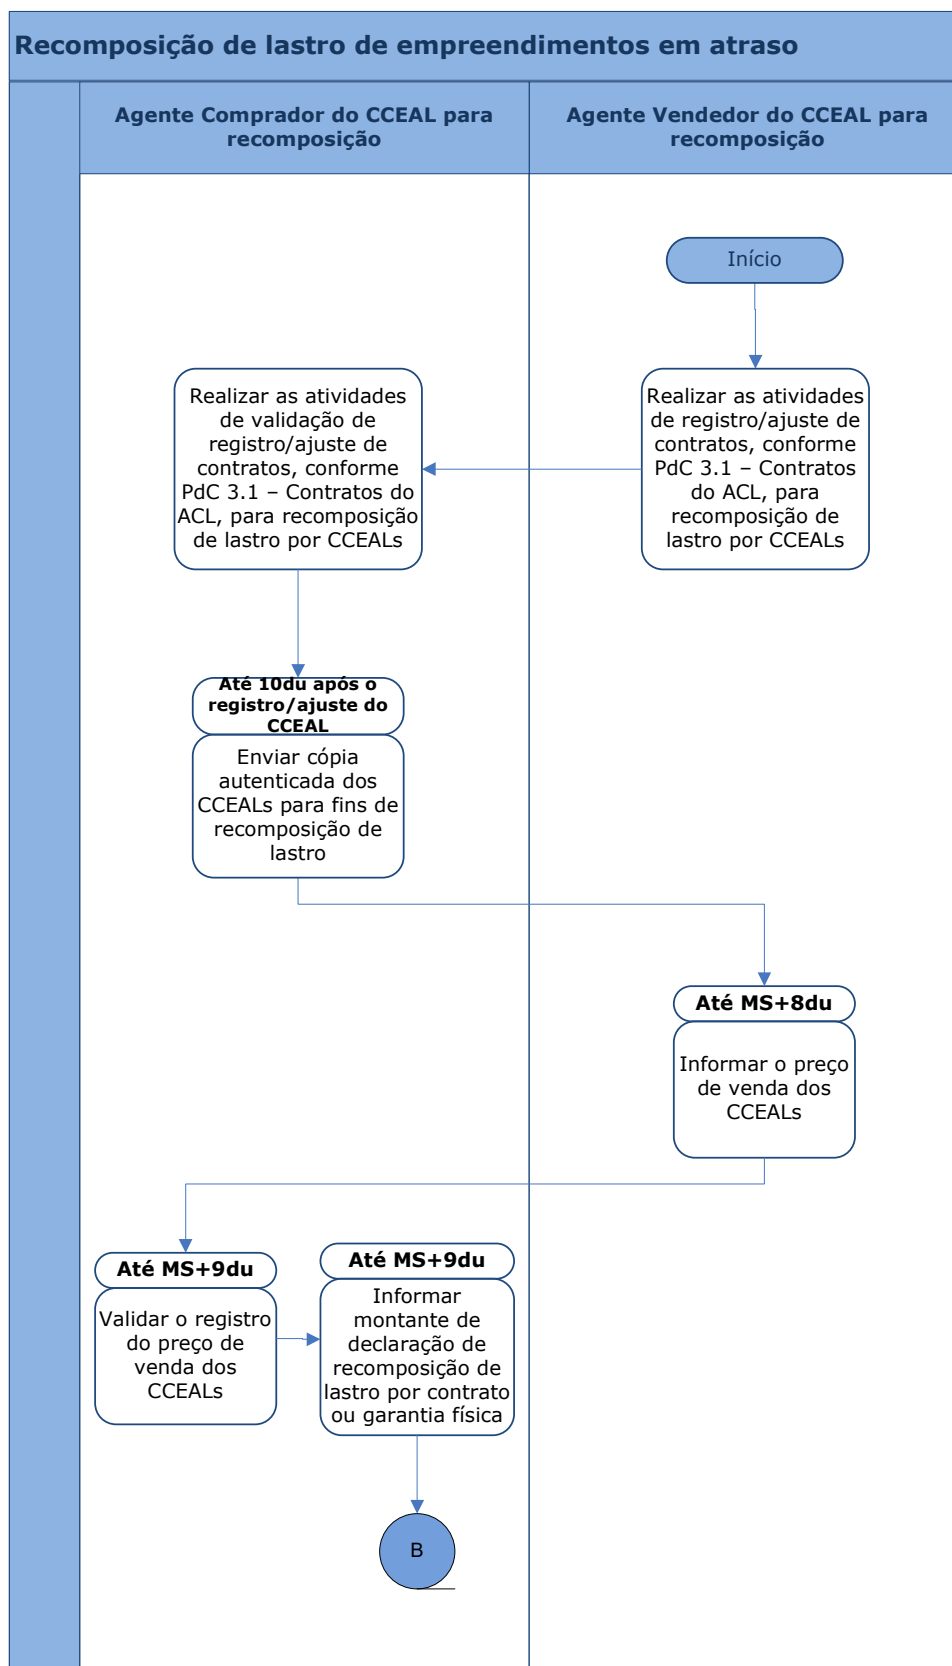 Recomposição de lastro de empreendimentos em atraso
Agente Comprador do CCEAL para
recomposição
Agente Vendedor do CCEAL para
recomposição
Início
Realizar as atividades
de registro/ajuste de
contratos, conforme
PdC 3.1 – Contratos
do ACL, para
recomposição de
lastro por CCEALs
Realizar as atividades
de validação de
registro/ajuste de
contratos, conforme
PdC 3.1 – Contratos do
ACL, para recomposição
de lastro por CCEALs
Até 10du após o
registro/ajuste do
CCEAL
Enviar cópia
autenticada dos
CCEALs para fins de
recomposição de
lastro
Até MS+8du
Informar o preço
de venda dos
CCEALs
Até MS+9du
Validar o registro
do preço de
venda dos
CCEALs
Até MS+9du
Informar
montante de
declaração de
recomposição de
lastro por contrato
ou garantia física
B